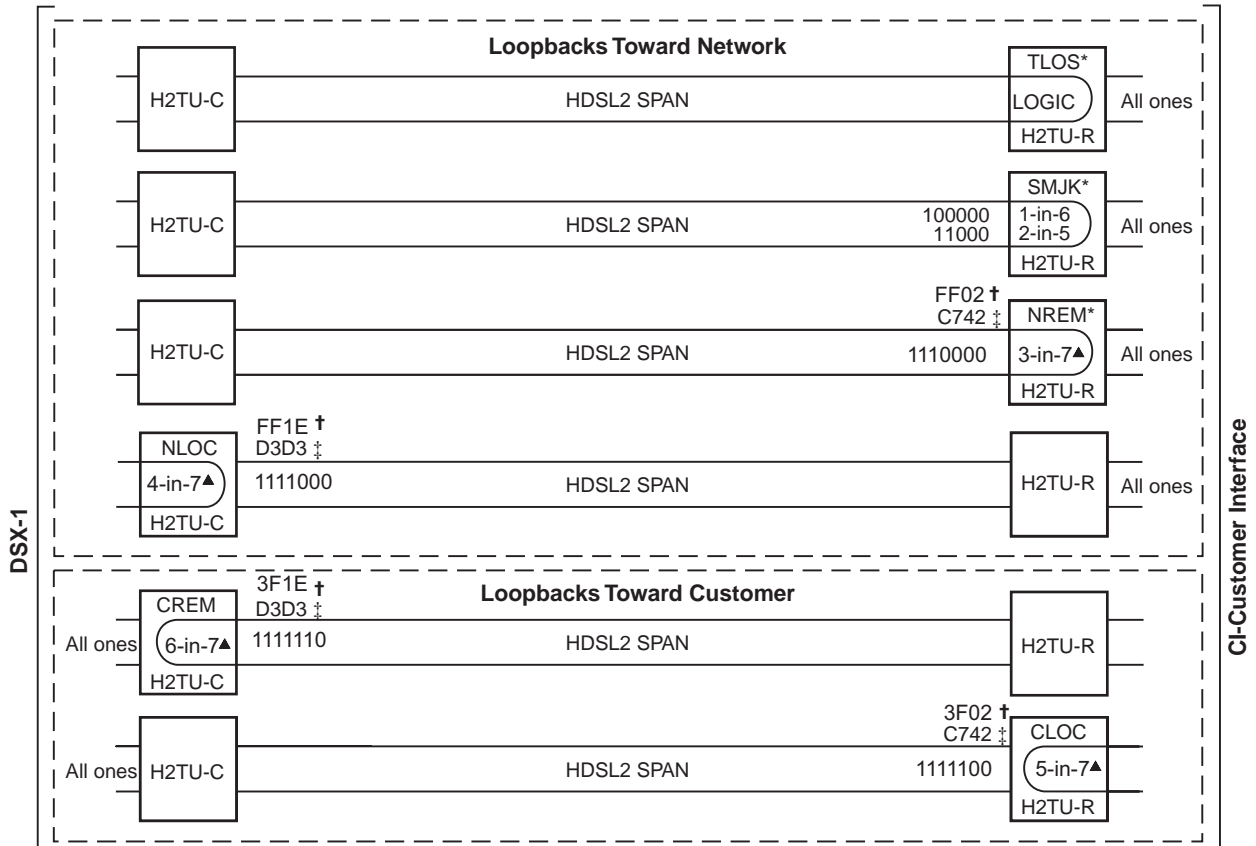 Loopbacks Toward Network
TLOS*
H2TU-C
HDSL2 SPAN
LOGIC
All ones
H2TU-R
SMJK*
H2TU-C
HDSL2 SPAN
100000
11000
1-in-6
2-in-5
All ones
H2TU-R
FF02 †
C742 ‡
NREM*
H2TU-C
HDSL2 SPAN
1110000
3-in-7▲
All ones
H2TU-R
FF1E †
D3D3 ‡
NLOC
4-in-7▲
1111000
H2TU-C
HDSL2 SPAN
H2TU-R
All ones
DSX-1
CI-Customer Interface
Loopbacks Toward Customer
3F1E †
D3D3 ‡
CREM
All ones
6-in-7▲
1111110
H2TU-C
HDSL2 SPAN
H2TU-R
3F02 †
C742 ‡
CLOC
All ones
H2TU-C
HDSL2 SPAN
1111100
5-in-7▲
H2TU-R